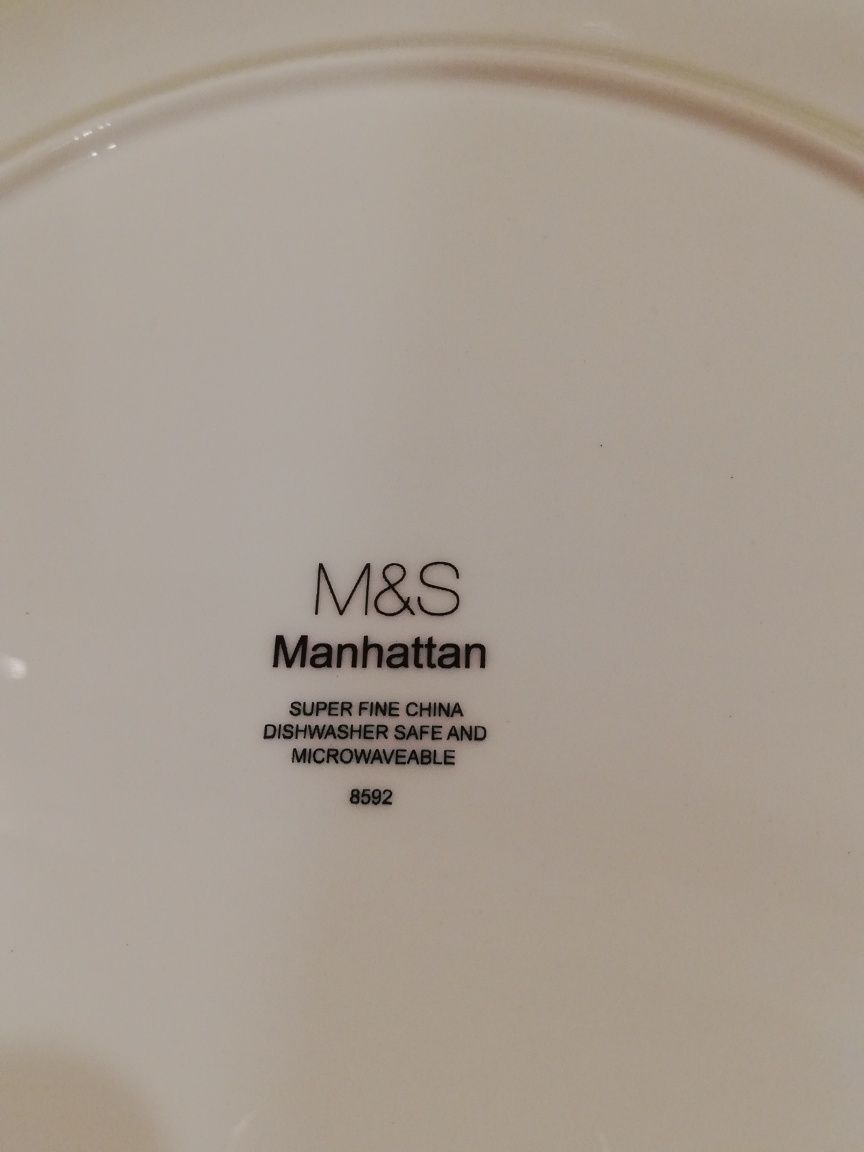 M&S
Manhattan
SUPER FINE CHINA
DISHWASHER SAFE AND
MICROWAVEABLE
8592